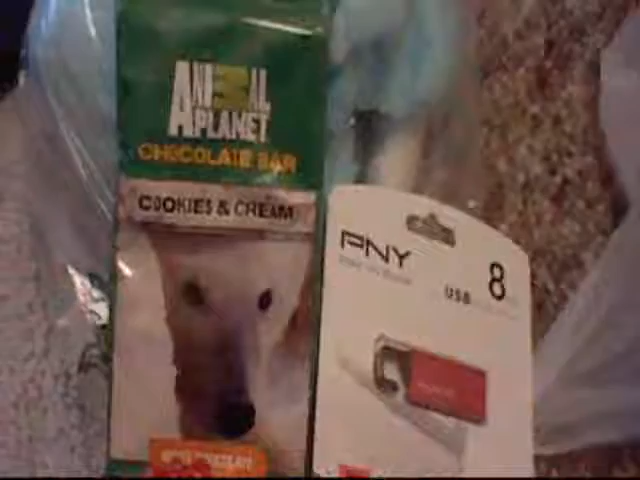 ANIMAL
PLANET
CHOCOLATE BAR
COOKIES & CREAM
PNY
8
USB